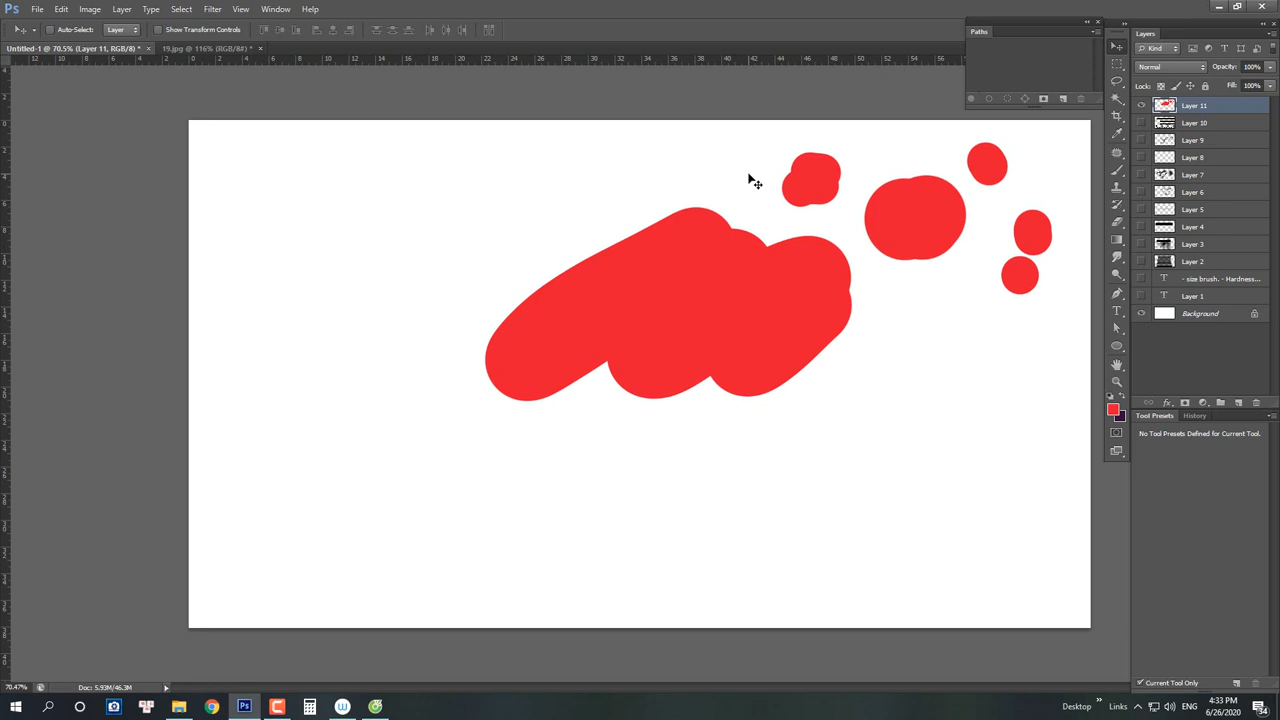 Ps File Edit Image Layer Type Select Filter View Window Help
Auto-Select: Layer Show Transform Controls
Untitled-1 @ 70.5% (Layer 11, RGB/8) * × 19.jpg @ 116% (RGB/8#) * ×
Paths
Layers
Kind
Normal Opacity: 100%
Lock: Fill: 100%
Layer 11
Layer 10
Layer 9
Layer 8
Layer 7
Layer 6
Layer 5
Layer 4
Layer 3
Layer 2
T - size brush. - Hardness...
T Layer 1
Background
Tool Presets History
No Tool Presets Defined for Current Tool.
Current Tool Only
70.47% Doc: 5.93M/46.3M
Desktop Links ENG 4:33 PM 6/26/2020 34